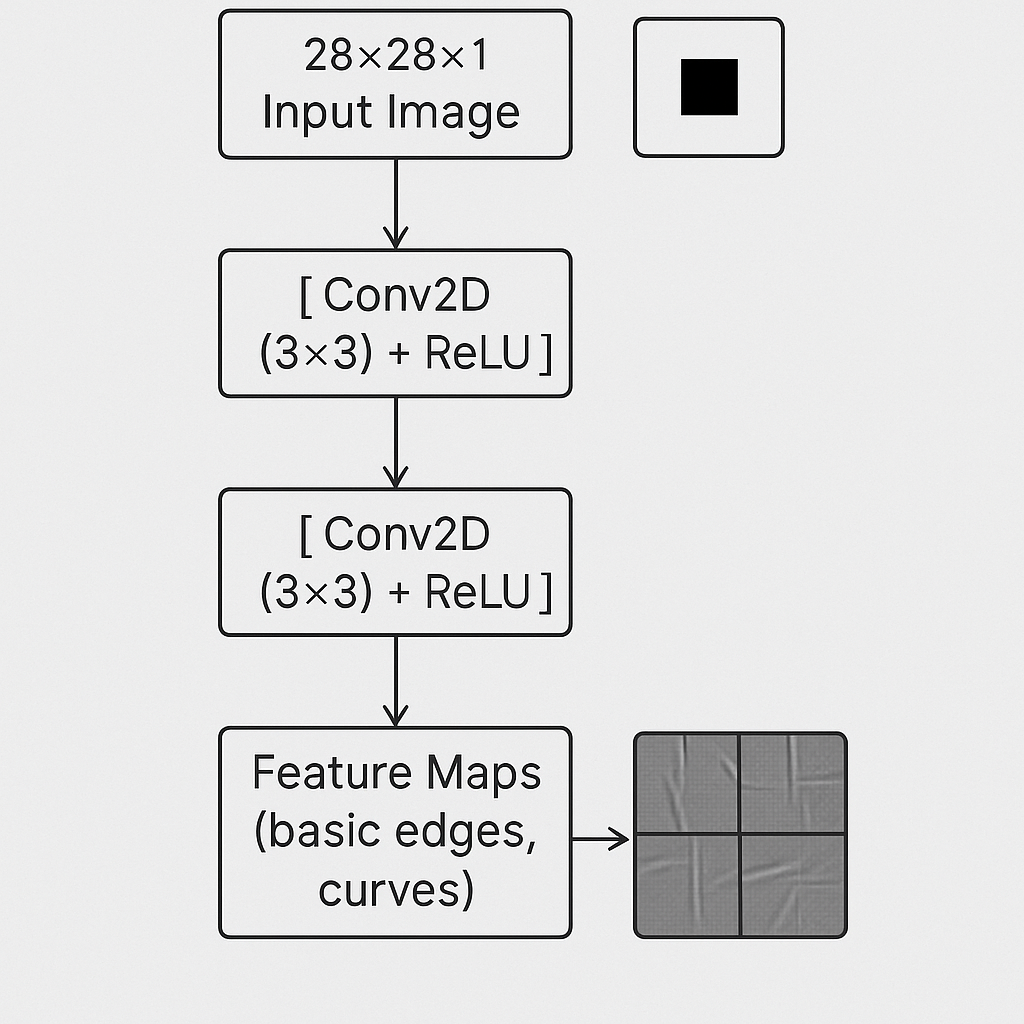 28×28×1
Input Image
[ Conv2D
(3×3) + ReLU ]
[ Conv2D
(3×3) + ReLU ]
Feature Maps
(basic edges,
curves)